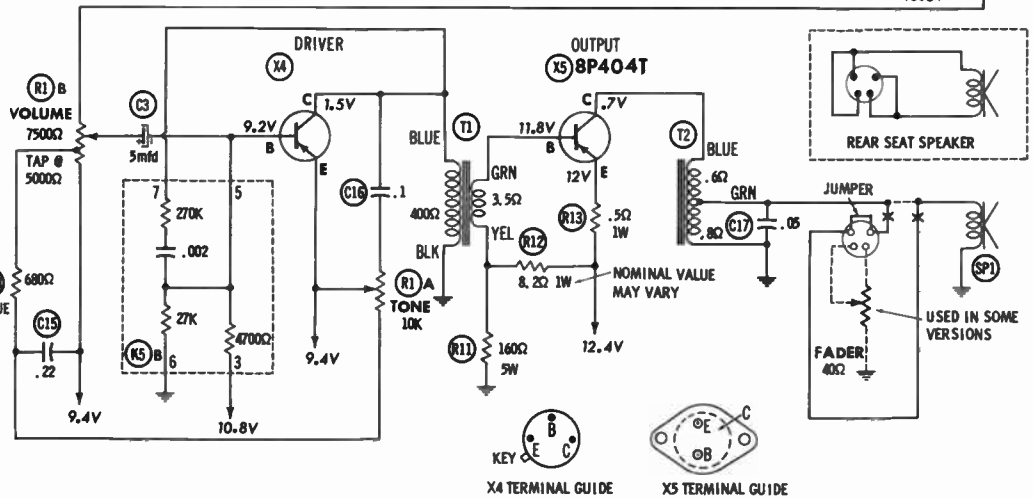 DRIVER
X4
OUTPUT
X5 8P404T
R1 B
VOLUME
7500Ω
TAP @
5000Ω
C3
5mfd
9.2V
B
C
1.5V
E
9.4V
7
5
270K
.002
27K
4700Ω
K5 B
6
3
10.8V
680Ω
C15
.22
9.4V
C16
.1
BLUE
T1
400Ω
BLK
GRN
3.5Ω
YEL
R1 A
TONE
10K
R12
8.2Ω 1W
R11
160Ω
5W
11.8V
B
C
.7V
12V
E
R13
.5Ω
1W
NOMINAL VALUE
MAY VARY
12.4V
T2
BLUE
.6Ω
GRN
.8Ω
C17
.05
REAR SEAT SPEAKER
JUMPER
SP1
USED IN SOME
VERSIONS
FADER
40Ω
B
E
C
KEY
X4 TERMINAL GUIDE
E
B
C
X5 TERMINAL GUIDE